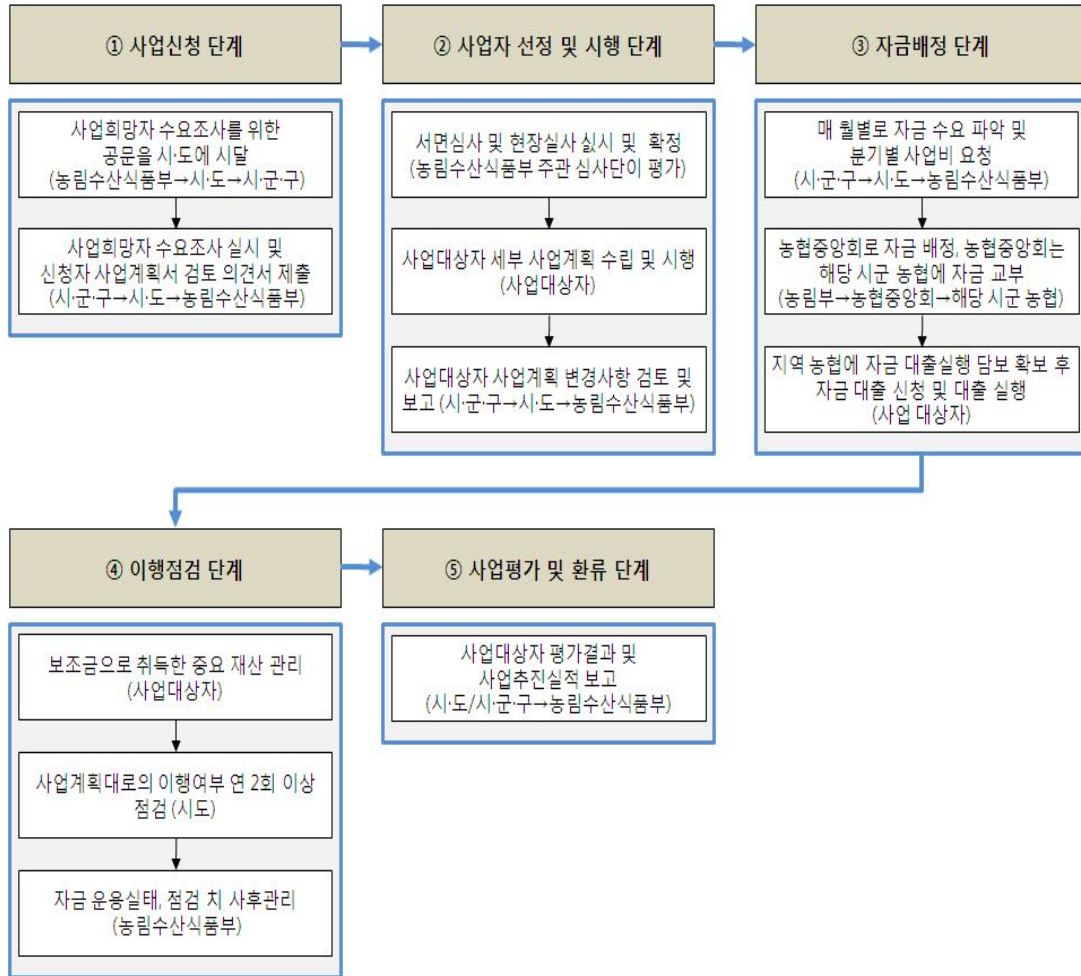 ① 사업신청 단계
사업희망자 수요조사를 위한
공문을 시·도에 시달
(농림수산식품부→시·도→시·군·구)
사업희망자 수요조사 실시 및
신청자 사업계획서 검토 의견서 제출
(시·군·구→시·도→농림수산식품부)
② 사업자 선정 및 시행 단계
서면심사 및 현장실사 싟시 및 확정
(농림수산식품부 주관 심사단이 평가)
사업대상자 세부 사업계획 수립 및 시행
(사업대상자)
사업대상자 사업계획 변경사항 검토 및
보고 (시·군·구→시·도→농림수산식품부)
③ 자금배정 단계
매 월별로 자금 수요 파악 및
분기별 사업비 요청
(시·군·구→시·도→농림수산식품부)
농협중앙회로 자금 배정, 농협중앙회는
해당 시군 농협에 자금 교부
(농림부→농협중앙회→해당 시군 농협)
지역 농협에 자금 대출실행 담보 확보 후
자금 대출 신청 및 대출 실행
(사업 대상자)
④ 이행점검 단계
보조금으로 취득한 중요 재산 관리
(사업대상자)
사업계획대로의 이행여부 연 2회 이상
점검 (시도)
자금 운용실태, 점검 치 사후관리
(농림수산식품부)
⑤ 사업평가 및 환류 단계
사업대상자 평가결과 및
사업추진실적 보고
(시·도/시·군·구→농림수산식품부)